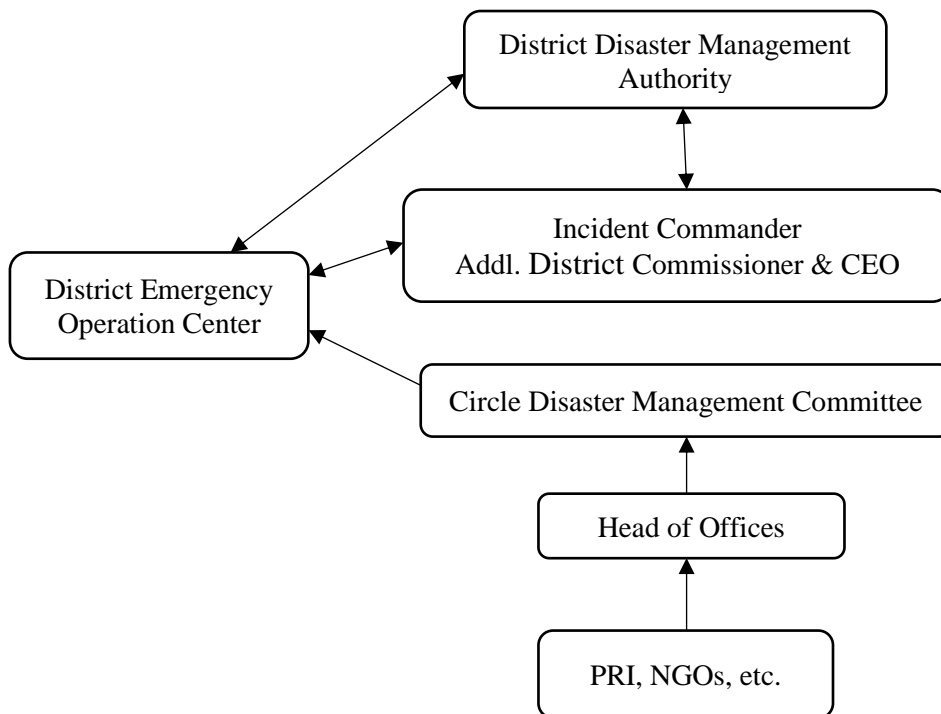 District Disaster Management
Authority
Incident Commander
Addl. District Commissioner & CEO
District Emergency
Operation Center
Circle Disaster Management Committee
Head of Offices
PRI, NGOs, etc.